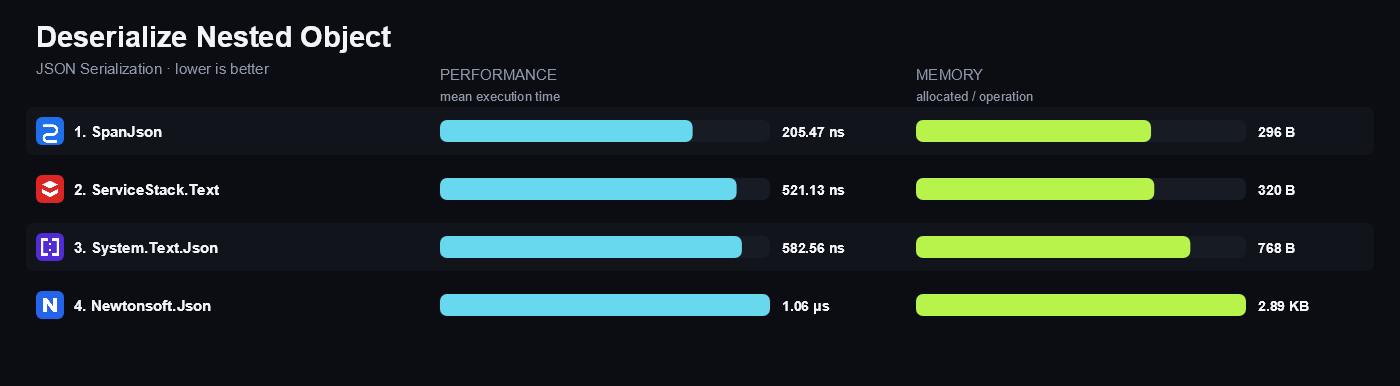 Deserialize Nested Object
JSON Serialization · lower is better
PERFORMANCE
mean execution time
MEMORY
allocated / operation
1. SpanJson 205.47 ns 296 B
2. ServiceStack.Text 521.13 ns 320 B
3. System.Text.Json 582.56 ns 768 B
N 4. Newtonsoft.Json 1.06 µs 2.89 KB